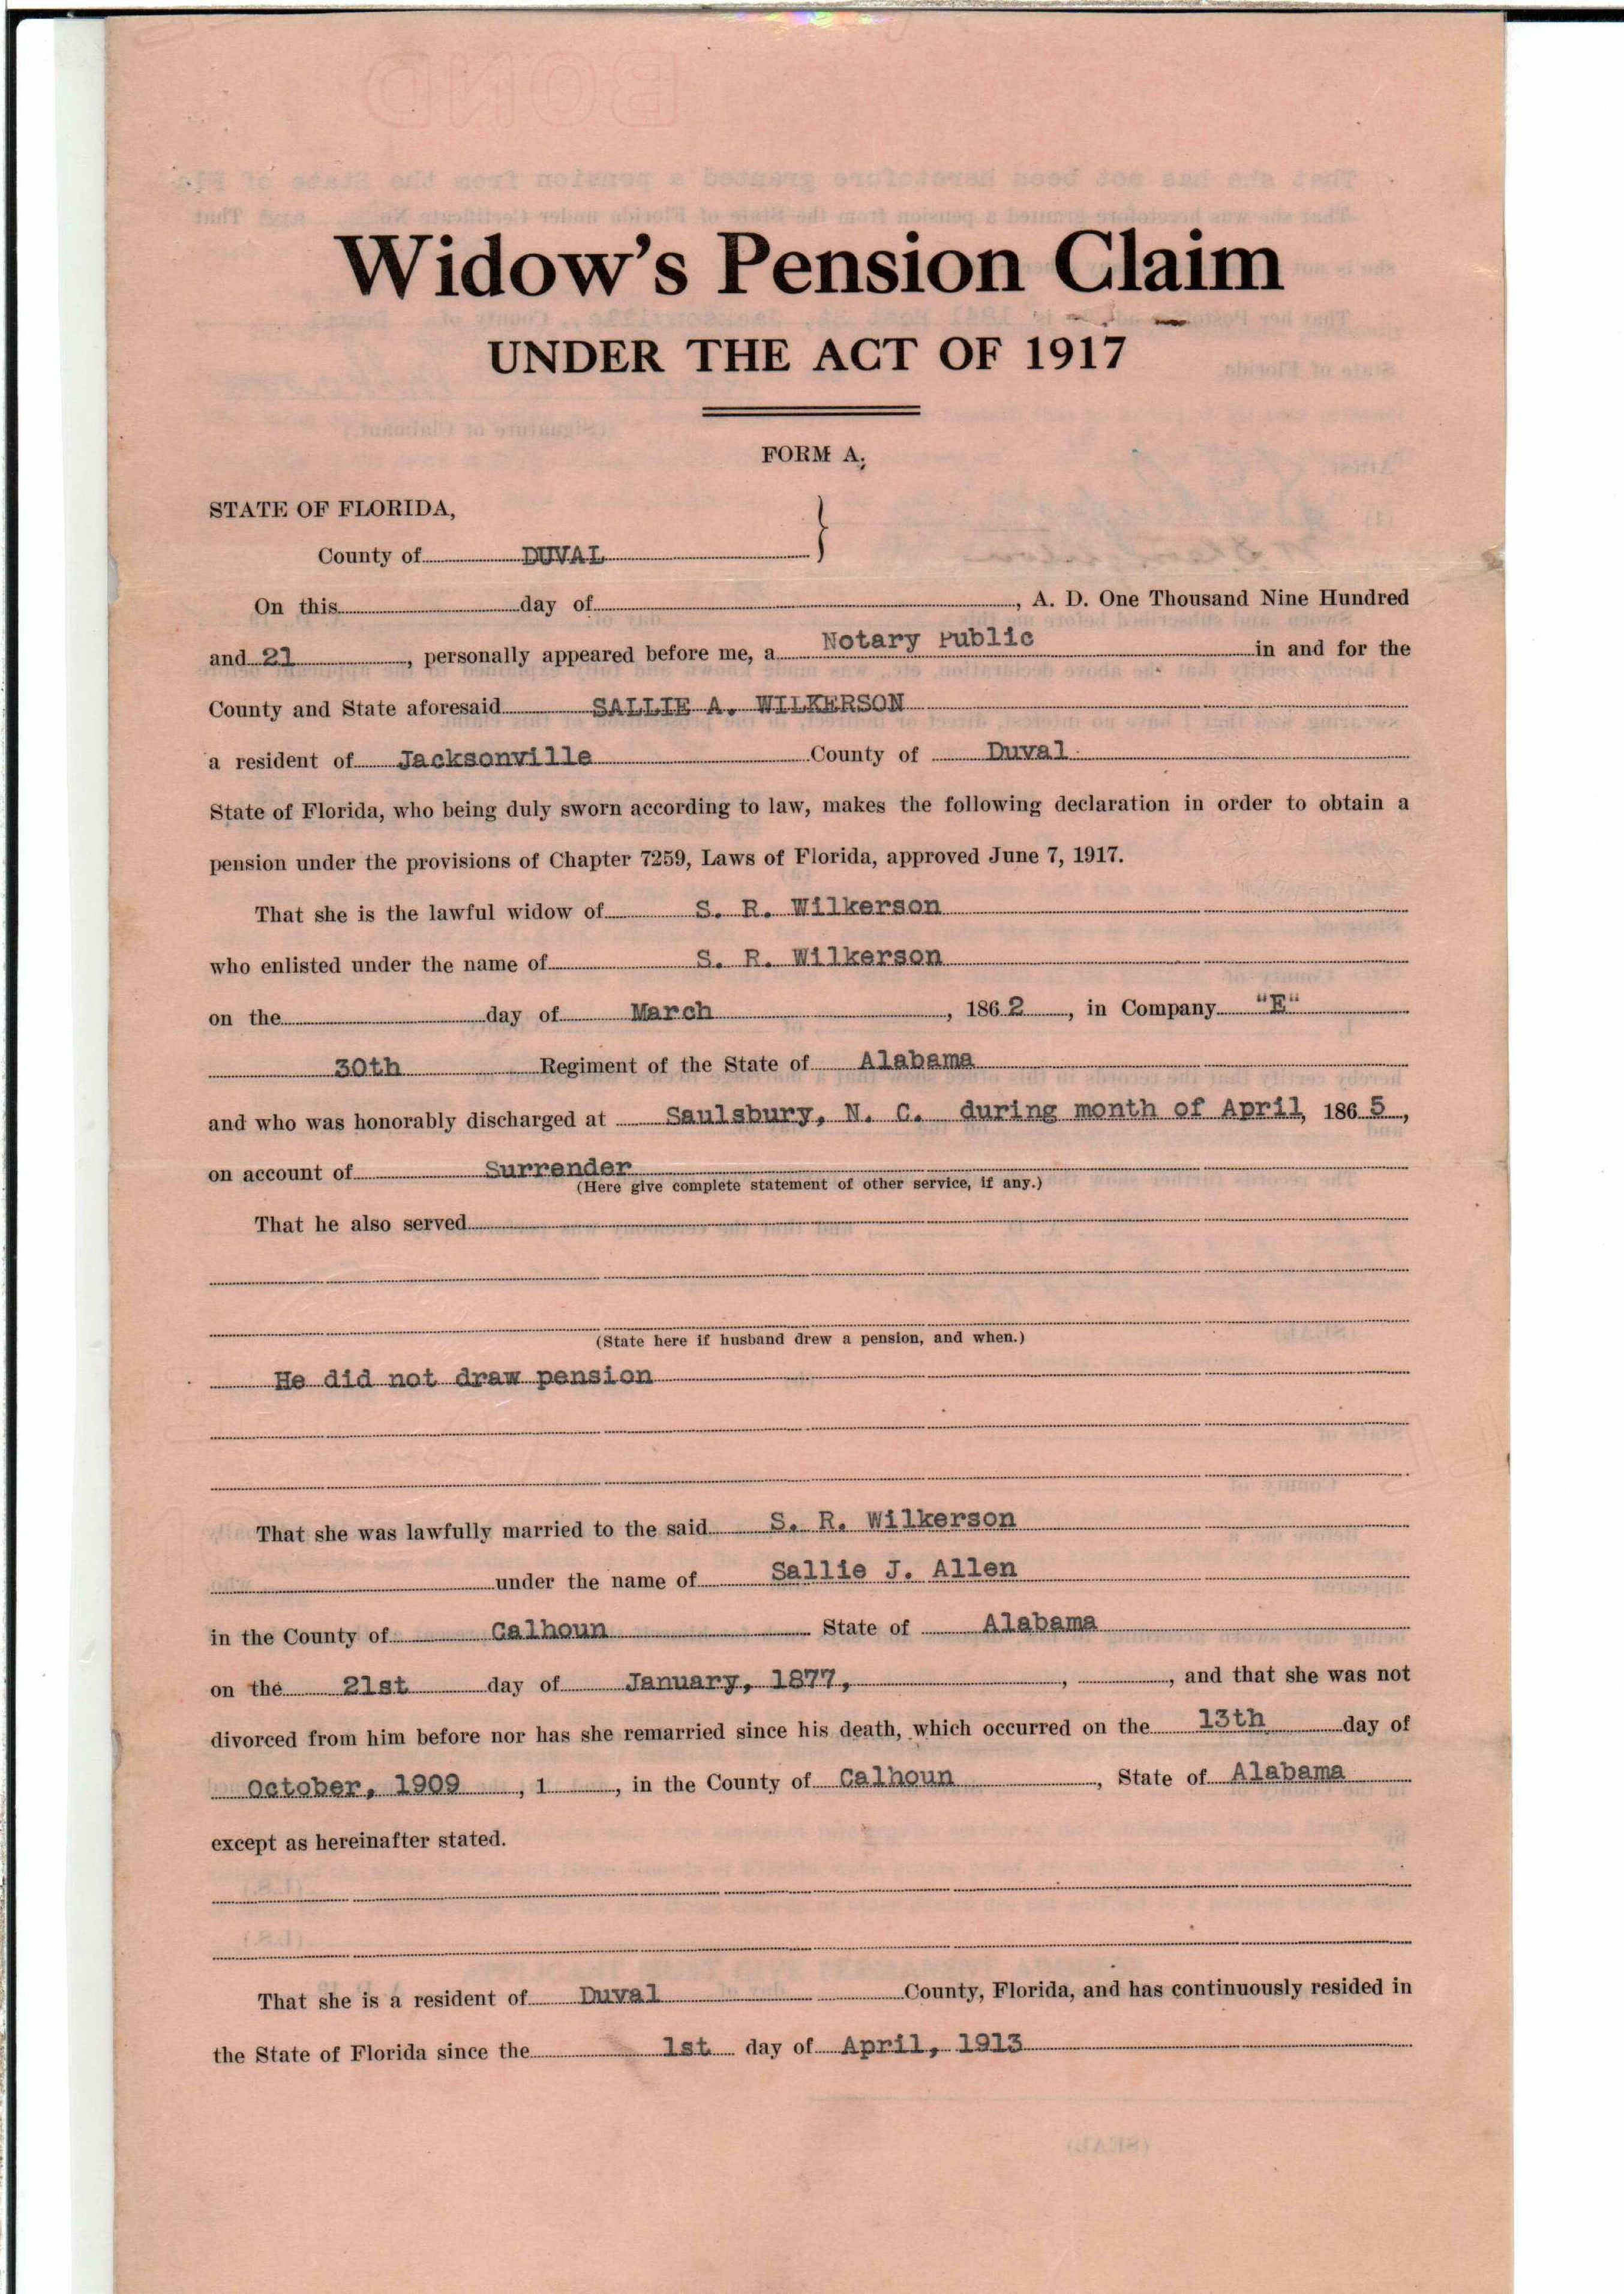 Widow's Pension Claim
UNDER THE ACT OF 1917
FORM A.
STATE OF FLORIDA,
County of DUVAL
On this day of , A. D. One Thousand Nine Hundred
and 21 , personally appeared before me, a Notary Public in and for the
County and State aforesaid SALLIE A. WILKERSON
a resident of Jacksonville County of Duval
State of Florida, who being duly sworn according to law, makes the following declaration in order to obtain a
pension under the provisions of Chapter 7259, Laws of Florida, approved June 7, 1917.
That she is the lawful widow of S. R. Wilkerson
who enlisted under the name of S. R. Wilkerson
on the day of March , 186 2 , in Company "E"
30th Regiment of the State of Alabama
and who was honorably discharged at Saulsbury, N. C. during month of April, 186 5 ,
on account of Surrender
(Here give complete statement of other service, if any.)
That he also served
(State here if husband drew a pension, and when.)
He did not draw pension
That she was lawfully married to the said S. R. Wilkerson
under the name of Sallie J. Allen
in the County of Calhoun State of Alabama
on the 21st day of January, 1877, , , and that she was not
divorced from him before nor has she remarried since his death, which occurred on the 13th day of
October, 1909 , 1 , in the County of Calhoun , State of Alabama
except as hereinafter stated.
That she is a resident of Duval County, Florida, and has continuously resided in
the State of Florida since the 1st day of April, 1913